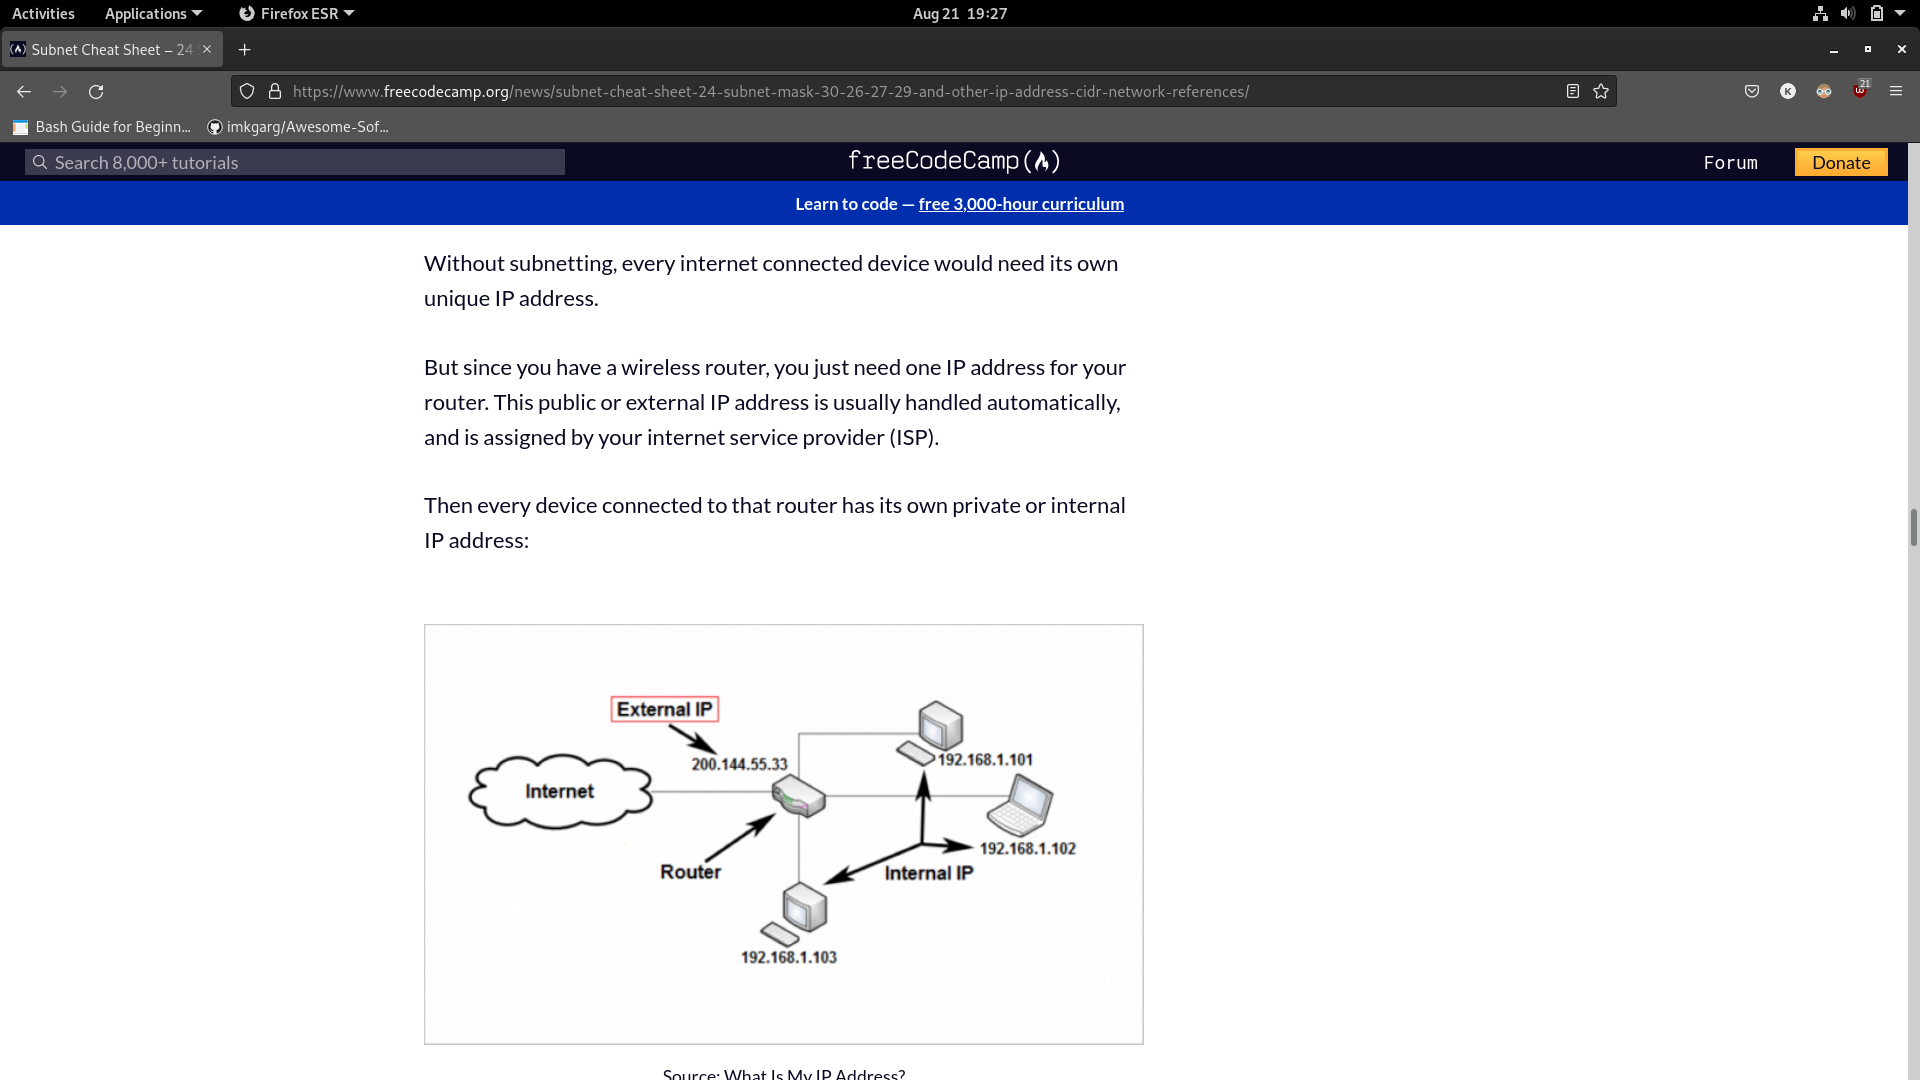 Activities Applications Firefox ESR Aug 21 19:27
Subnet Cheat Sheet – 24
https://www.freecodecamp.org/news/subnet-cheat-sheet-24-subnet-mask-30-26-27-29-and-other-ip-address-cidr-network-references/ K 21
Bash Guide for Beginn... imkgarg/Awesome-Sof...
Search 8,000+ tutorials freeCodeCamp Forum Donate
Learn to code — free 3,000-hour curriculum
Without subnetting, every internet connected device would need its own
unique IP address.
But since you have a wireless router, you just need one IP address for your
router. This public or external IP address is usually handled automatically,
and is assigned by your internet service provider (ISP).
Then every device connected to that router has its own private or internal
IP address:
External IP
200.144.55.33
192.168.1.101
Internet
192.168.1.102
Router
Internal IP
192.168.1.103
Source: What Is My IP Address?